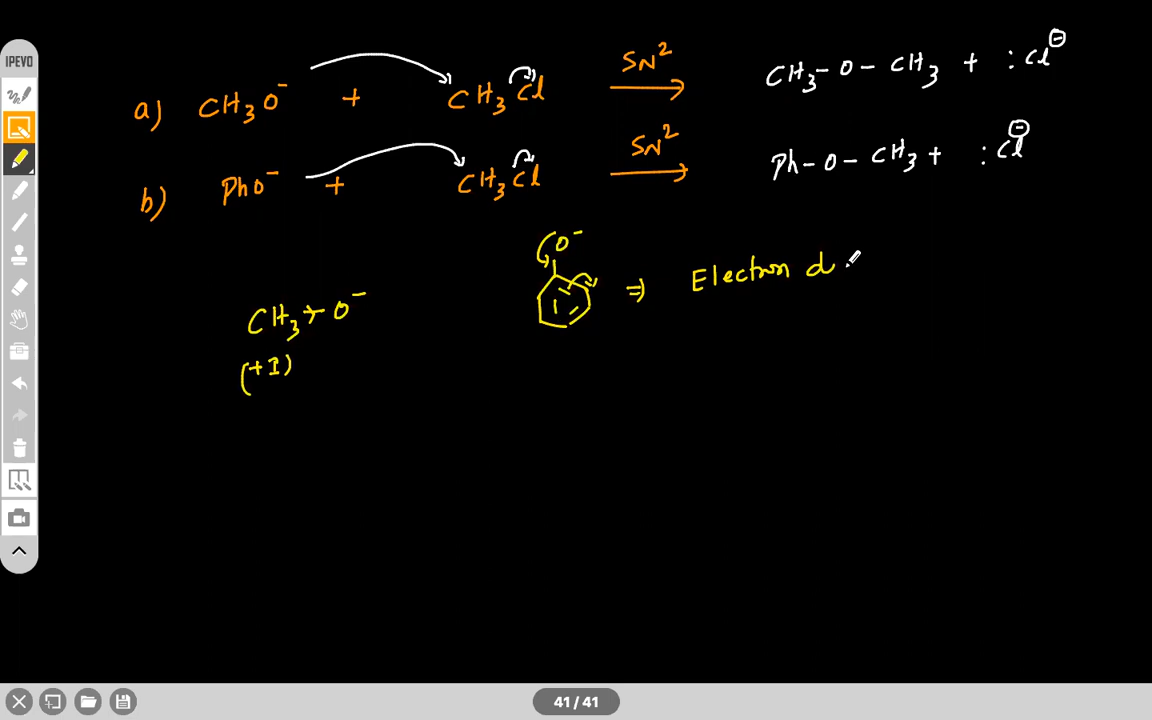 IPEVO
a) CH3O⁻ + CH3Cl SN² CH3-O-CH3 + :Cl⊖
b) PhO⁻ + CH3Cl SN² Ph-O-CH3 + :Cl⊖
O⁻
CH3 O⁻ ⇒ Electron d
(+I)
41/41